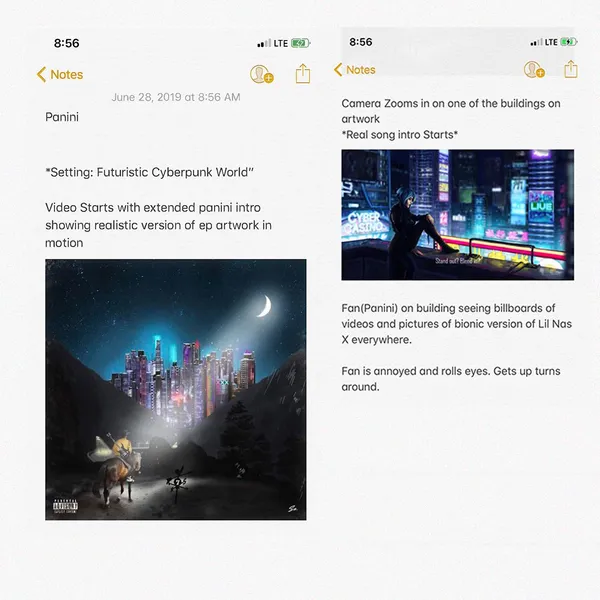 8:56
LTE
Notes
June 28, 2019 at 8:56 AM
Panini
*Setting: Futuristic Cyberpunk World"
Video Starts with extended panini intro
showing realistic version of ep artwork in
motion
PARENTAL
ADVISORY
EXPLICIT CONTENT
8:56
LTE
Notes
Camera Zooms in on one of the buildings on
artwork
*Real song intro Starts*
CYBER
CASINO
LIVE
Stand out? Blend in?
Fan(Panini) on building seeing billboards of
videos and pictures of bionic version of Lil Nas
X everywhere.
Fan is annoyed and rolls eyes. Gets up turns
around.